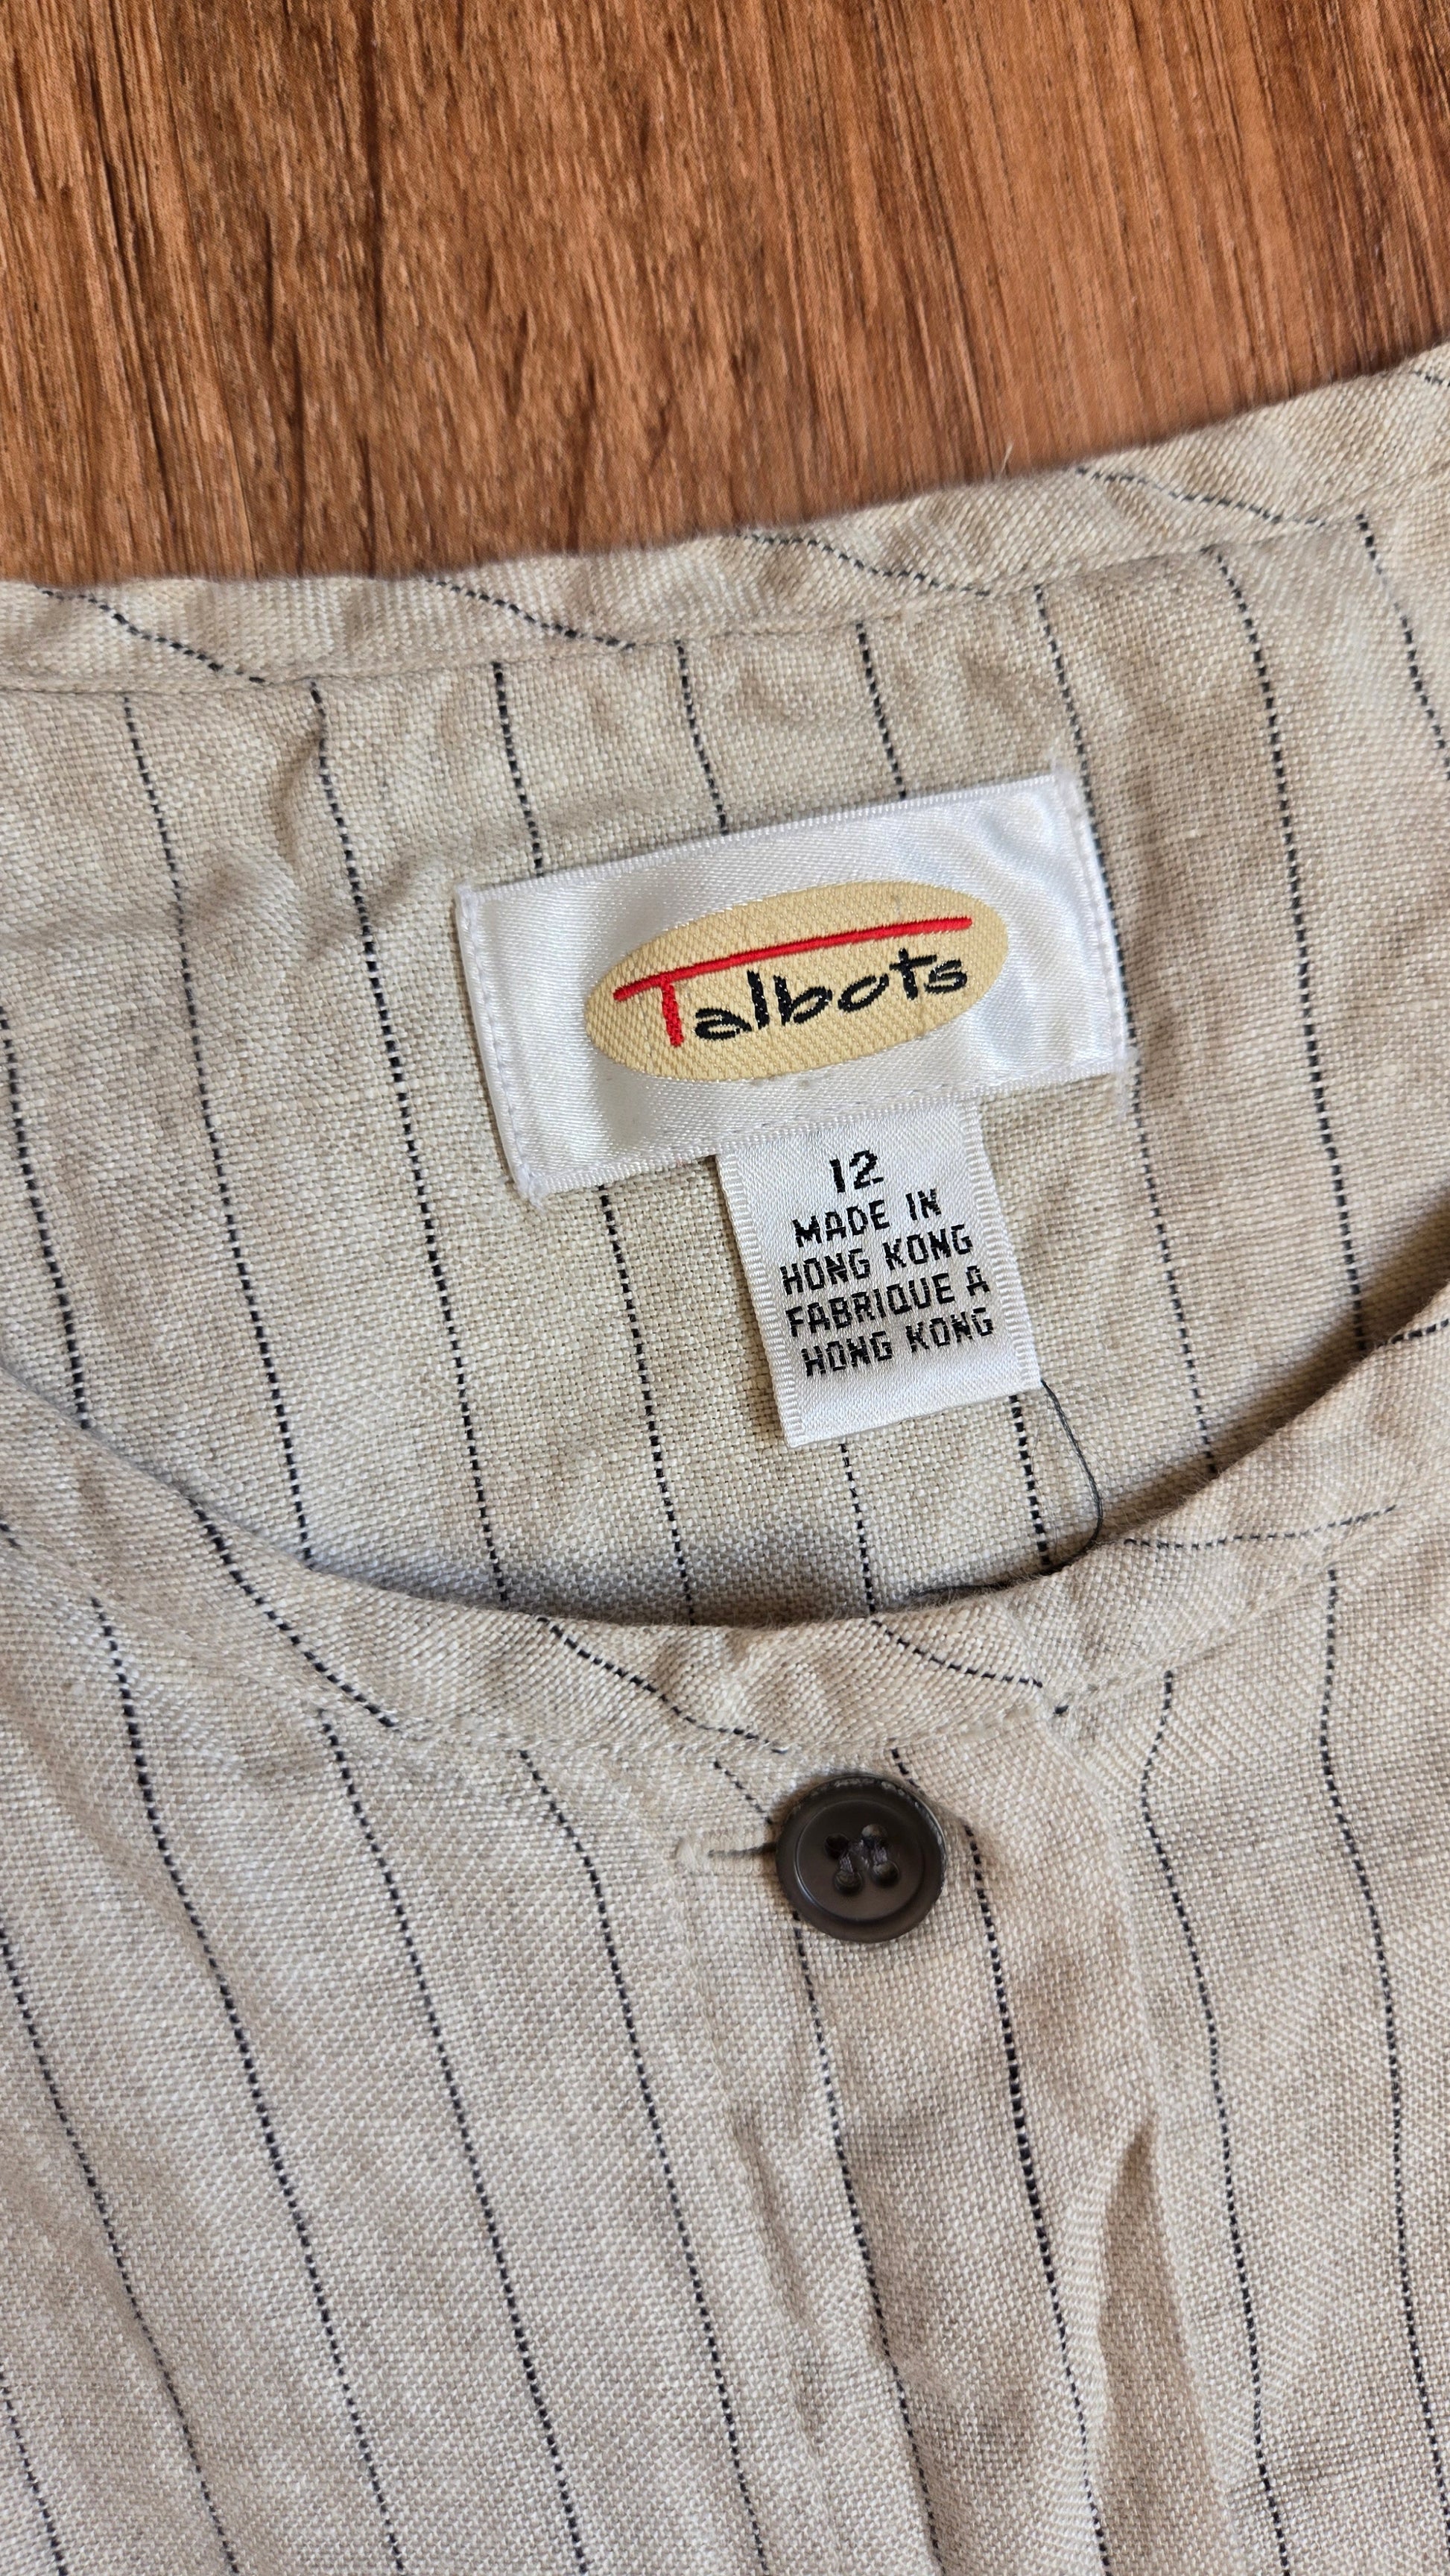 Talbots
12
MADE IN
HONG KONG
FABRIQUE A
HONG KONG